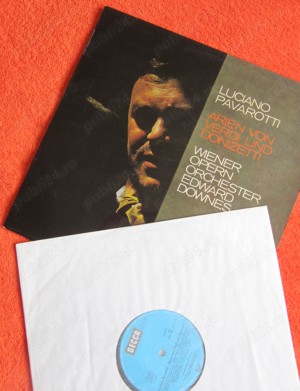 LUCIANO
PAVAROTTI
ARIEN VON
VERDI UND
DONIZETTI
WIENER
OPERN
ORCHESTER
EDWARD
DOWNES
DECCA